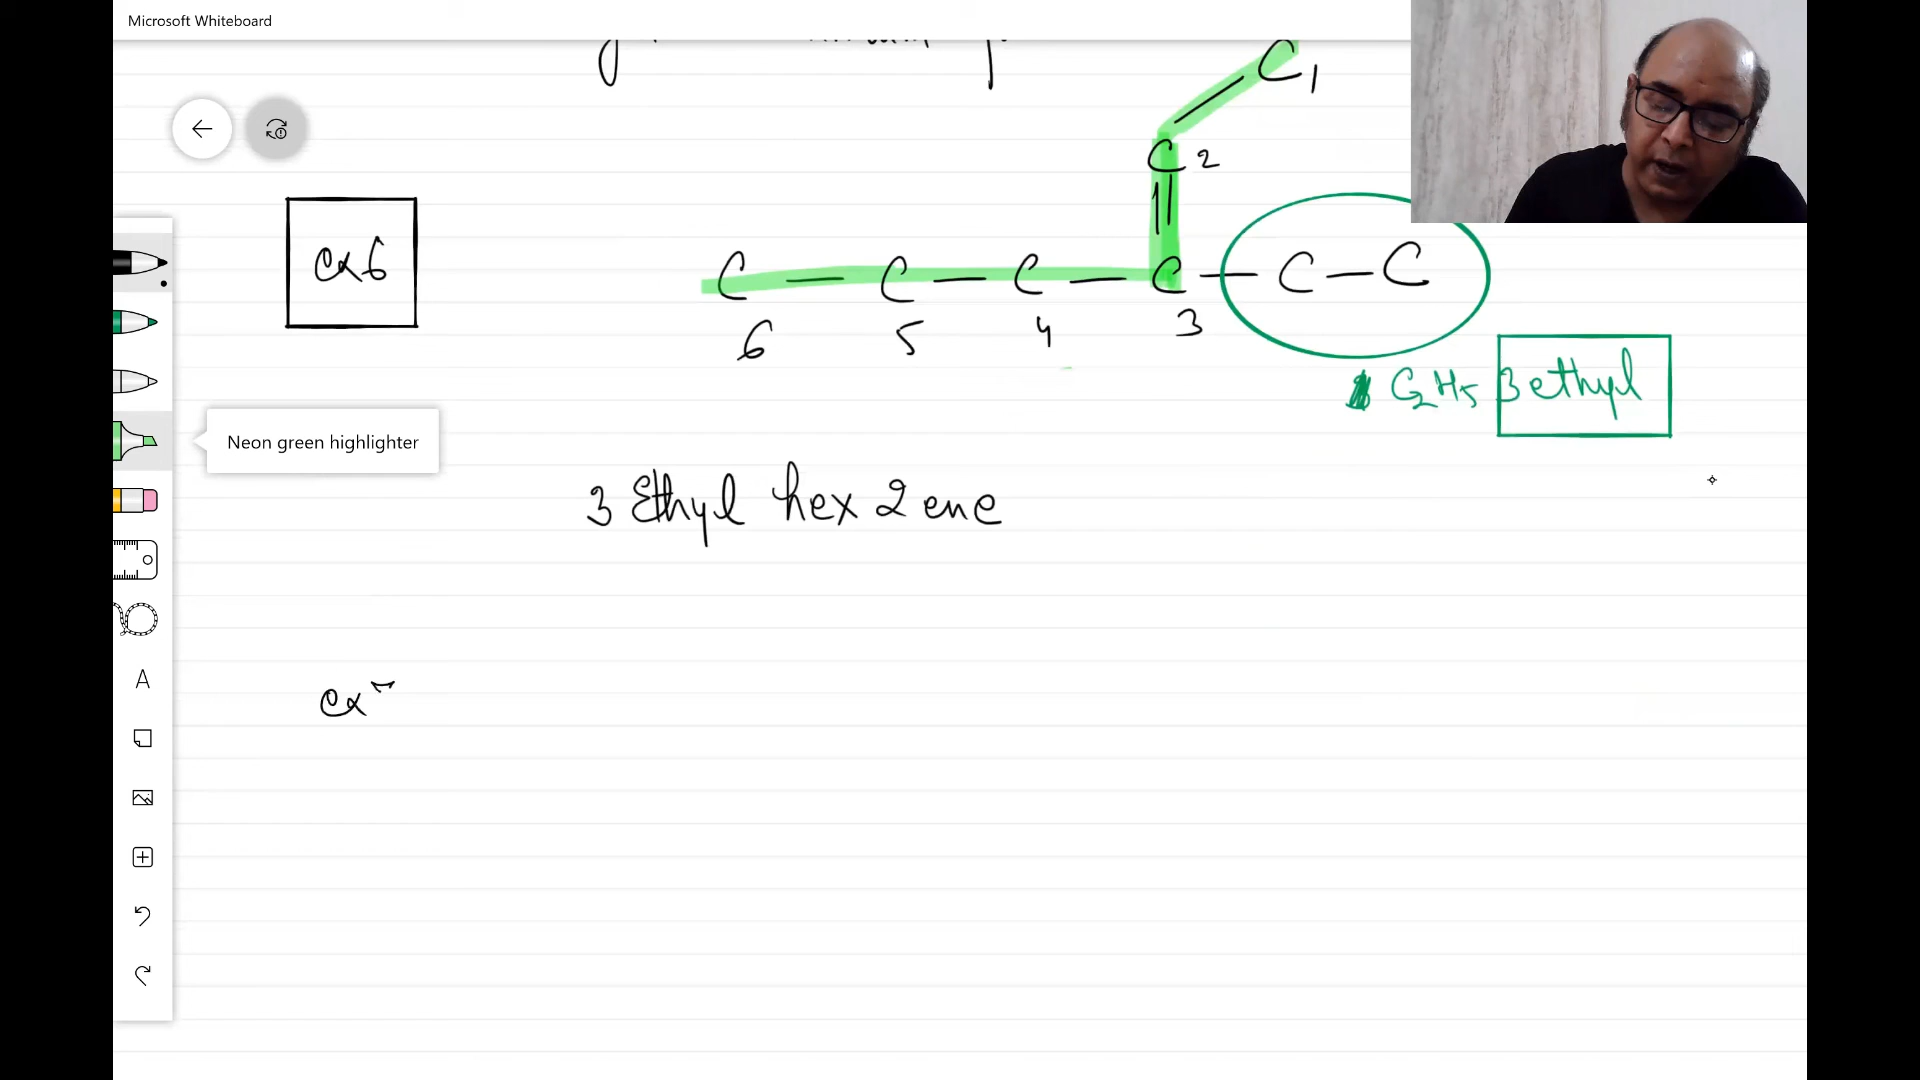 Microsoft Whiteboard
C 1
C 2
ex 6
C — C — C — C — C — C
6 5 4 3
C2H5 3 ethyl
Neon green highlighter
3 Ethyl hex 2 ene
A
ex